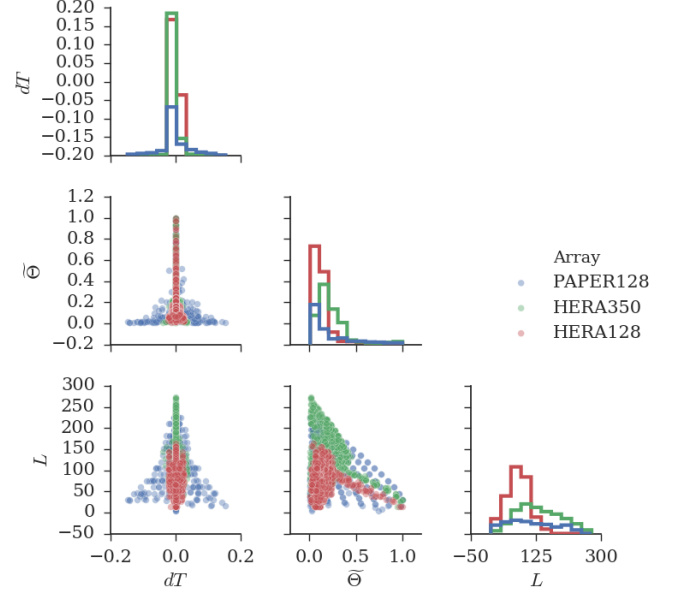 0.20
0.15
0.10
0.05
0.00
−0.05
−0.10
−0.15
−0.20
dT
1.2
1.0
0.8
0.6
0.4
0.2
0.0
−0.2
Θ̃
Array
PAPER128
HERA350
HERA128
300
250
200
150
100
50
0
−50
L
−0.2 0.0 0.2
dT
0.0 0.5 1.0
Θ̃
−50 125 300
L